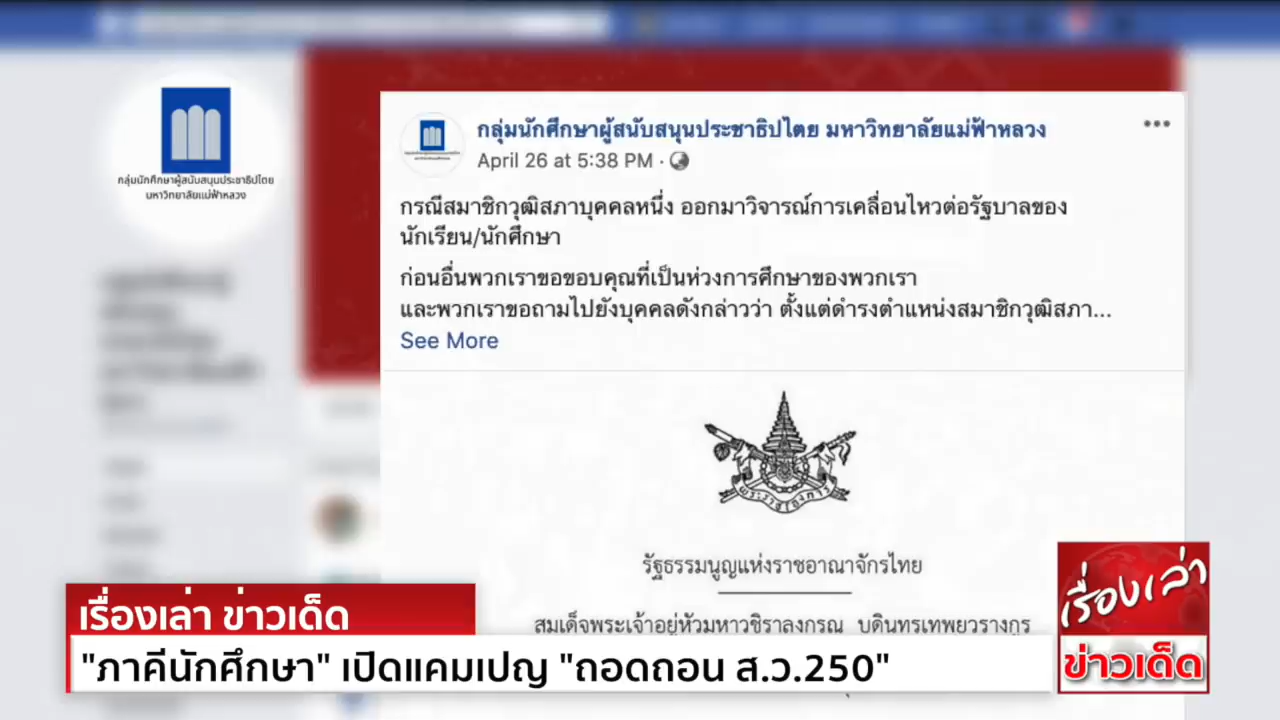 กลุ่มนักศึกษาผู้สนับสนุนประชาธิปไตย
มหาวิทยาลัยแม่ฟ้าหลวง
กลุ่มนักศึกษาผู้สนับสนุนประชาธิปไตย มหาวิทยาลัยแม่ฟ้าหลวง
April 26 at 5:38 PM ·
กรณีสมาชิกวุฒิสภาบุคคลหนึ่ง ออกมาวิจารณ์การเคลื่อนไหวต่อรัฐบาลของ
นักเรียน/นักศึกษา
ก่อนอื่นพวกเราขอขอบคุณที่เป็นห่วงการศึกษาของพวกเรา
และพวกเราขอถามไปยังบุคคลดังกล่าวว่า ตั้งแต่ดำรงตำแหน่งสมาชิกวุฒิสภา...
See More
พระราชโองการ
รัฐธรรมนูญแห่งราชอาณาจักรไทย
สมเด็จพระเจ้าอยู่หัวมหาวชิราลงกรณ บดินทรเทพยวรางกูร
เรื่องเล่า ข่าวเด็ด
"ภาคีนักศึกษา" เปิดแคมเปญ "ถอดถอน ส.ว.250"
เรื่องเล่า
ข่าวเด็ด